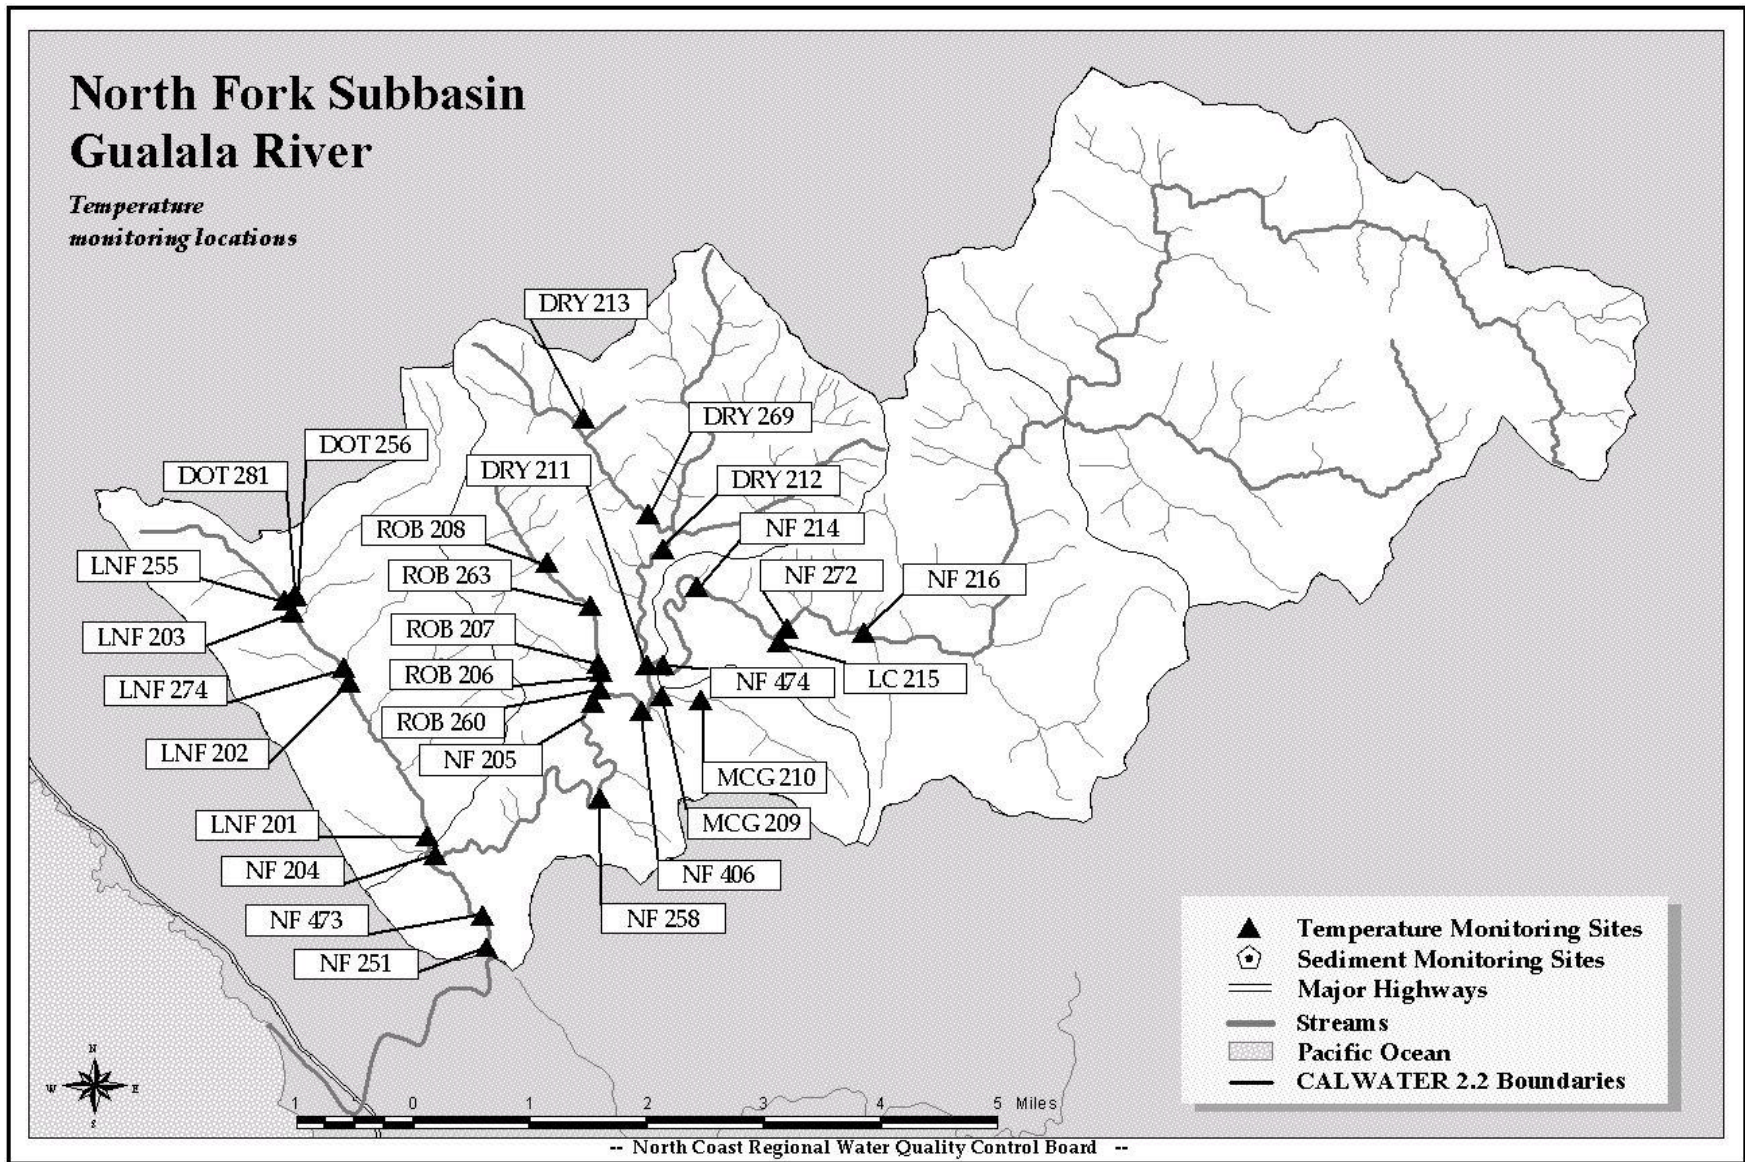 North Fork Subbasin
Gualala River
Temperature
monitoring locations
DRY 213
DRY 269
DOT 256
DRY 211
DOT 281
DRY 212
ROB 208
NF 214
LNF 255
ROB 263
NF 272
NF 216
LNF 203
ROB 207
ROB 206
NF 474
LC 215
LNF 274
ROB 260
LNF 202
NF 205
MCG 210
LNF 201
MCG 209
NF 204
NF 406
NF 473
NF 258
NF 251
Temperature Monitoring Sites
Sediment Monitoring Sites
Major Highways
Streams
Pacific Ocean
CALWATER 2.2 Boundaries
N
W E
S
1 0 1 2 3 4 5 Miles
-- North Coast Regional Water Quality Control Board --